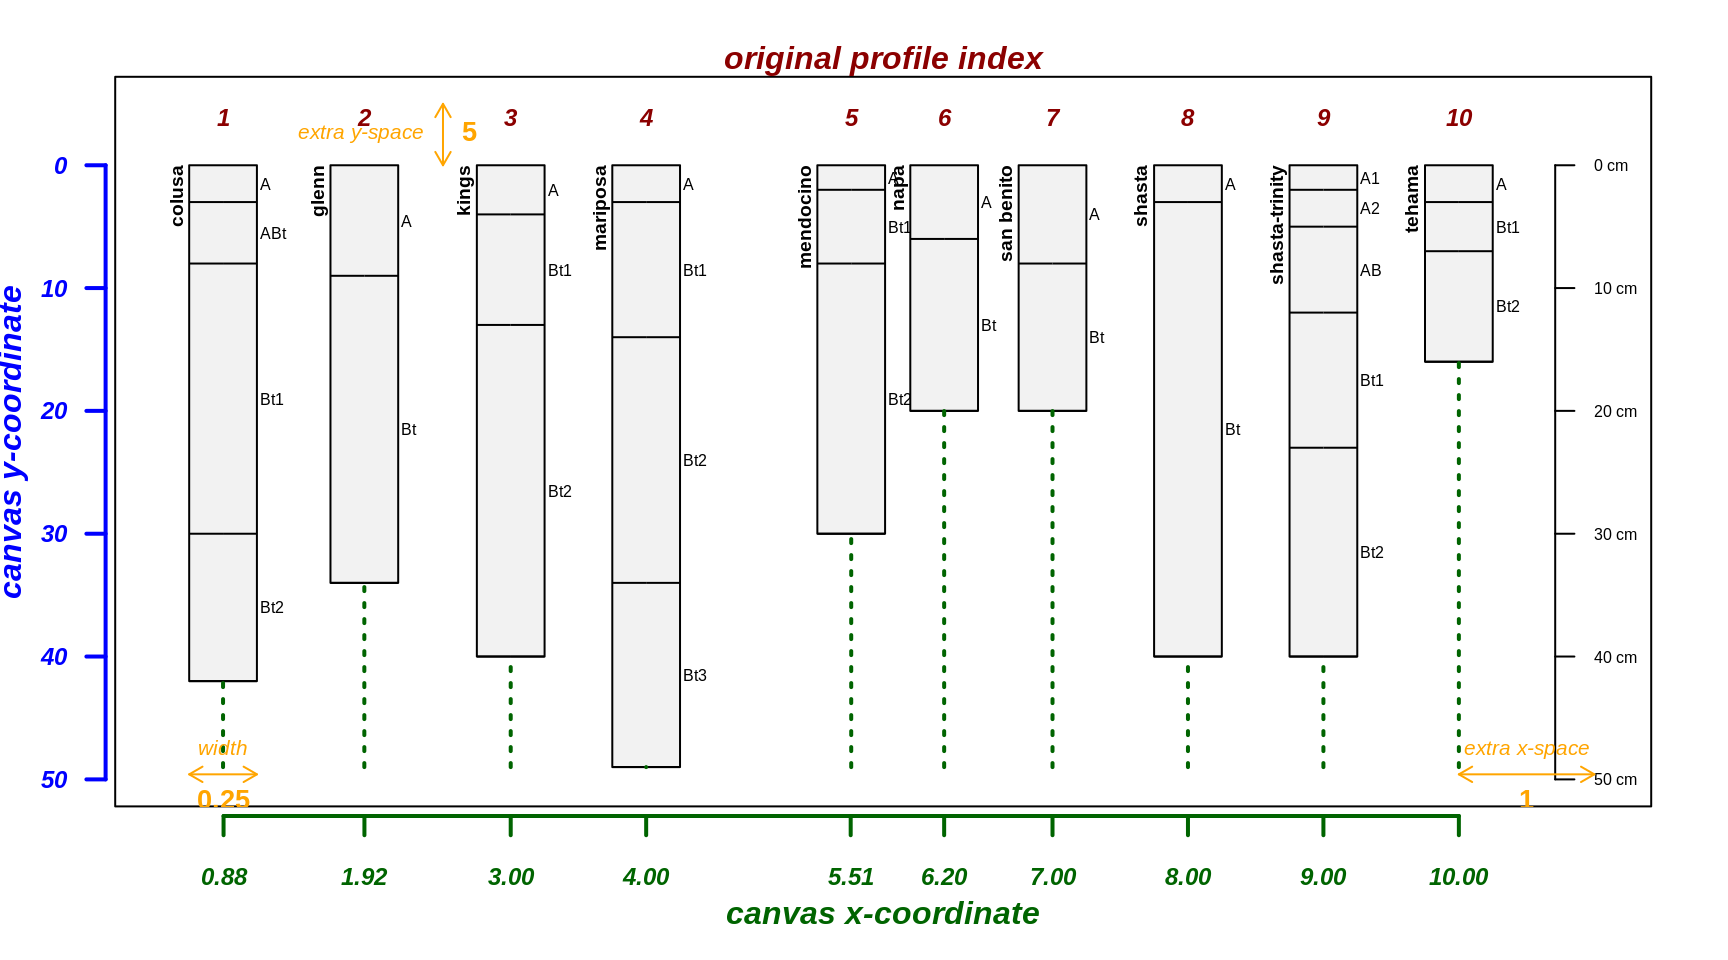 original profile index
1 2 3 4 5 6 7 8 9 10
extra y-space 5
canvas y-coordinate
0
10
20
30
40
50
colusa
A
ABt
Bt1
Bt2
glenn
A
Bt
kings
A
Bt1
Bt2
mariposa
A
Bt1
Bt2
Bt3
mendocino
A
Bt1
Bt2
napa
A
Bt
san benito
A
Bt
shasta
A
Bt
shasta-trinity
A1
A2
AB
Bt1
Bt2
tehama
A
Bt1
Bt2
0 cm
10 cm
20 cm
30 cm
40 cm
50 cm
width
0.25
extra x-space
1
0.88 1.92 3.00 4.00 5.51 6.20 7.00 8.00 9.00 10.00
canvas x-coordinate